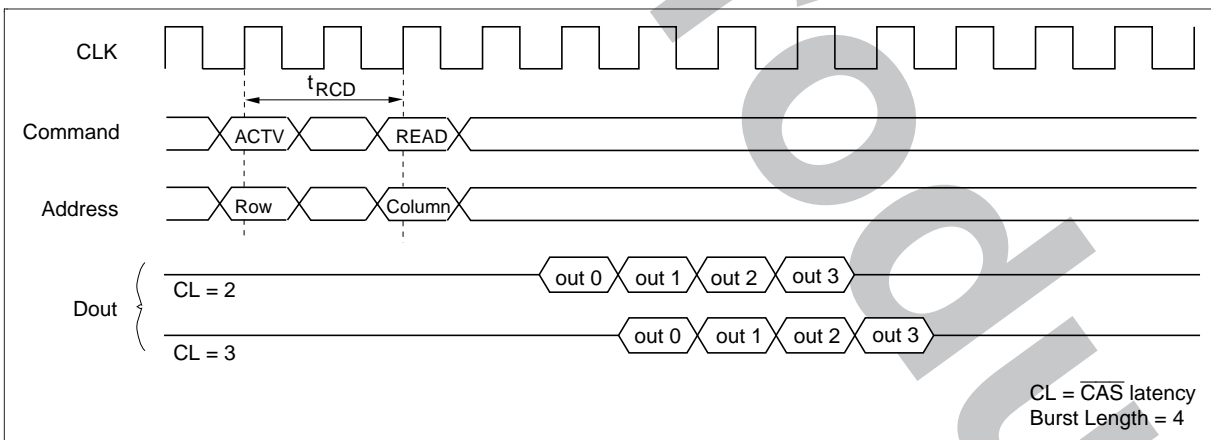 CLK
tRCD
Command
ACTV
READ
Address
Row
Column
Dout
CL = 2
out 0
out 1
out 2
out 3
CL = 3
out 0
out 1
out 2
out 3
CL = C̅A̅S̅ latency
Burst Length = 4